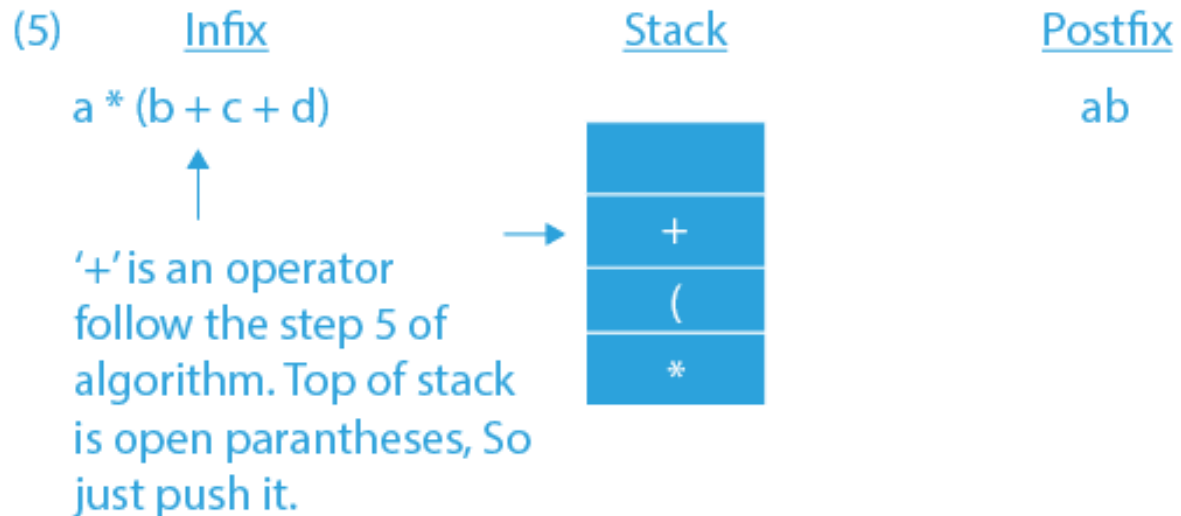 (5) Infix Stack Postfix
a * (b + c + d) ab
+
(
*
'+' is an operator
follow the step 5 of
algorithm. Top of stack
is open parantheses, So
just push it.